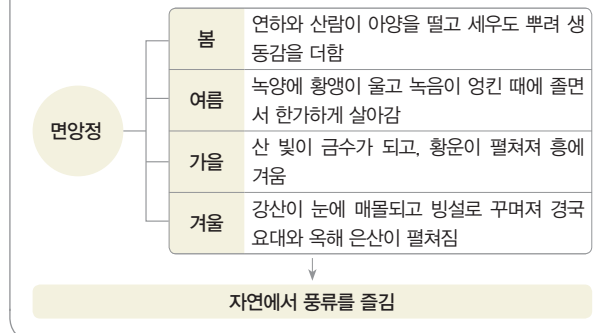 면앙정
봄
연하와 산람이 아양을 떨고 세우도 뿌려 생
동감을 더함
여름
녹양에 황앵이 울고 녹음이 엉킨 때에 졸면
서 한가하게 살아감
가을
산 빛이 금수가 되고, 황운이 펼쳐져 흥에
겨움
겨울
강산이 눈에 매몰되고 빙설로 꾸며져 경국
요대와 옥해 은산이 펼쳐짐
자연에서 풍류를 즐김